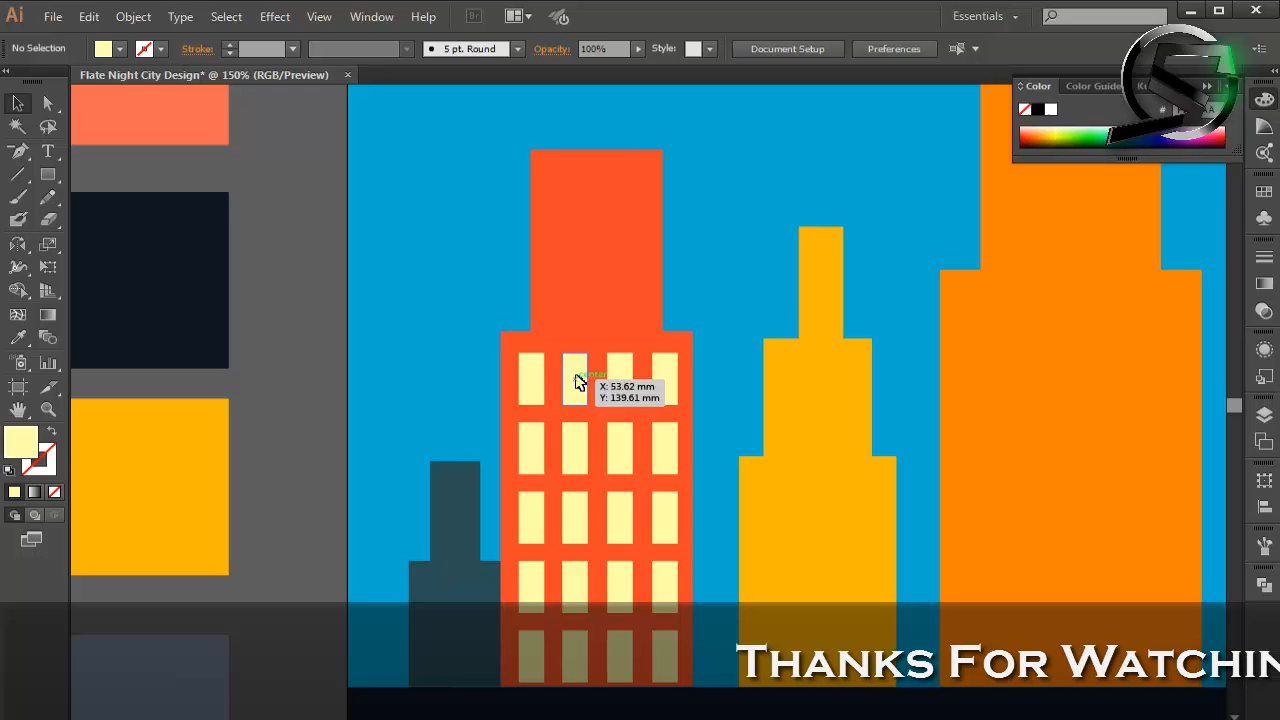 Ai File Edit Object Type Select Effect View Window Help Br Essentials
No Selection Stroke: 5 pt. Round Opacity: 100% Style: Document Setup Preferences
Flate Night City Design* @ 150% (RGB/Preview) ×
Color Color Guide
#
center
X: 53.62 mm
Y: 139.61 mm
THANKS FOR WATCHIN